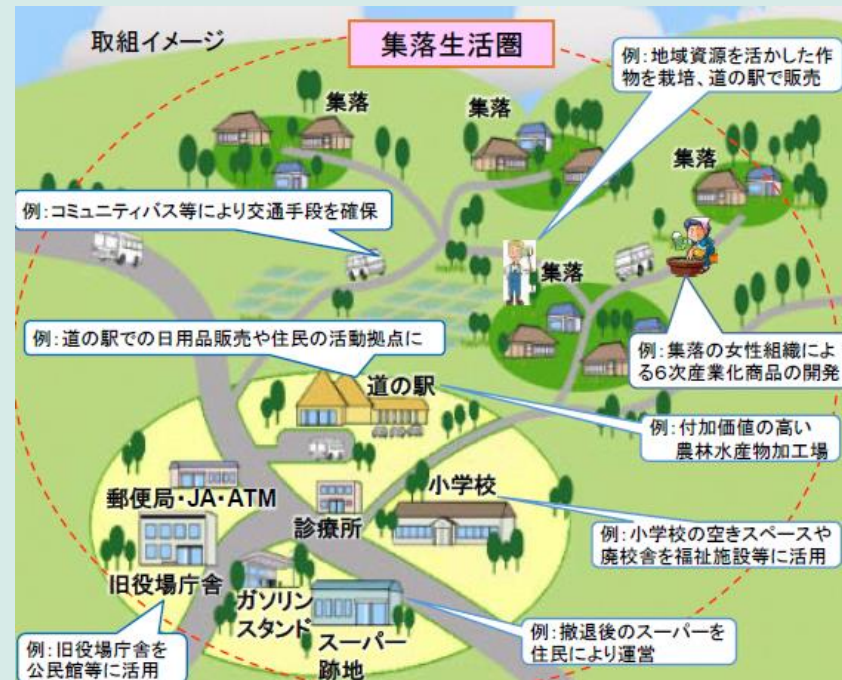 取組イメージ
集落生活圏
例：地域資源を活かした作
物を栽培、道の駅で販売
集落
集落
集落
例：コミュニティバス等により交通手段を確保
集落
例：道の駅での日用品販売や住民の活動拠点に
例：集落の女性組織によ
る６次産業化商品の開発
道の駅
例：付加価値の高い
農林水産物加工場
郵便局・JA・ATM
診療所
小学校
例：小学校の空きスペースや
廃校舎を福祉施設等に活用
旧役場庁舎
ガソリン
スタンド
スーパー
跡地
例：撤退後のスーパーを
住民により運営
例：旧役場庁舎を
公民館等に活用